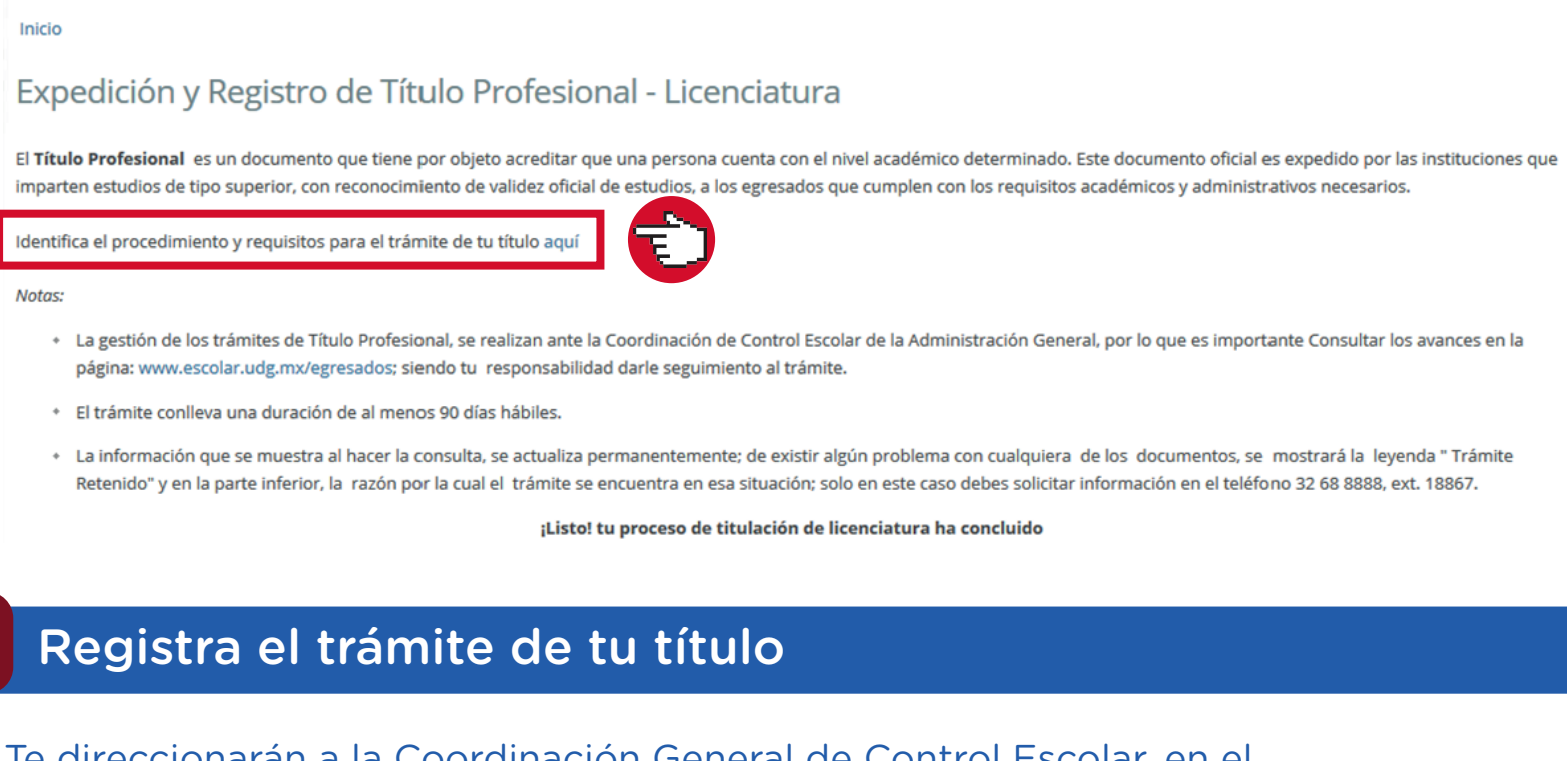 Inicio
Expedición y Registro de Título Profesional - Licenciatura
El Título Profesional es un documento que tiene por objeto acreditar que una persona cuenta con el nivel académico determinado. Este documento oficial es expedido por las instituciones que
imparten estudios de tipo superior, con reconocimiento de validez oficial de estudios, a los egresados que cumplen con los requisitos académicos y administrativos necesarios.
Identifica el procedimiento y requisitos para el trámite de tu título aquí
Notas:
La gestión de los trámites de Título Profesional, se realizan ante la Coordinación de Control Escolar de la Administración General, por lo que es importante Consultar los avances en la
página: www.escolar.udg.mx/egresados; siendo tu responsabilidad darle seguimiento al trámite.
El trámite conlleva una duración de al menos 90 días hábiles.
La información que se muestra al hacer la consulta, se actualiza permanentemente; de existir algún problema con cualquiera de los documentos, se mostrará la leyenda " Trámite
Retenido" y en la parte inferior, la razón por la cual el trámite se encuentra en esa situación; solo en este caso debes solicitar información en el teléfono 32 68 8888, ext. 18867.
¡Listo! tu proceso de titulación de licenciatura ha concluido
Registra el trámite de tu título
Te direccionarán a la Coordinación General de Control Escolar, en el